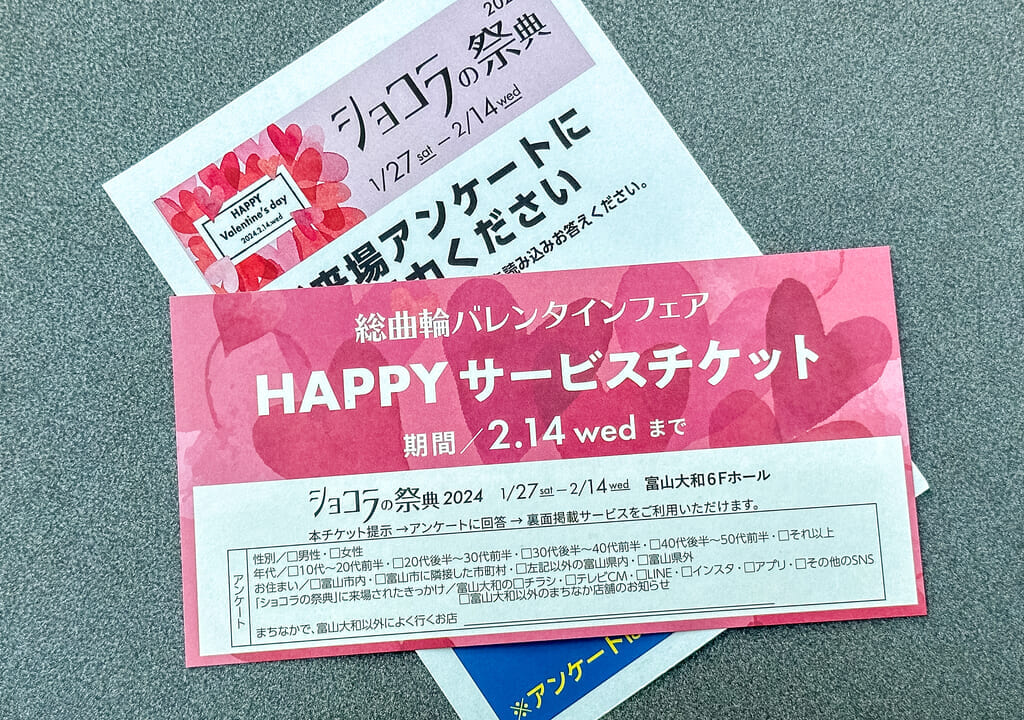 202
ショコラの祭典
1/27 sat — 2/14 wed
HAPPY
Valentine's day
2024.2.14.wed
来場アンケートに
力ください
読み込みお答えください。
総曲輪バレンタインフェア
HAPPY サービスチケット
期間／2.14 wed まで
ショコラの祭典 2024 1/27 sat — 2/14 wed 富山大和6Fホール
本チケット提示 → アンケートに回答 → 裏面掲載サービスをご利用いただけます。
アンケート
性別／□男性・□女性
年代／□10代〜20代前半・□20代後半〜30代前半・□30代後半〜40代前半・□40代後半〜50代前半・□それ以上
お住まい／□富山市内・□富山市に隣接した市町村・□左記以外の富山県内・□富山県外
「ショコラの祭典」に来場されたきっかけ／富山大和の□チラシ・□テレビCM・□LINE・□インスタ・□アプリ・□その他のSNS
□富山大和以外のまちなか店舗のお知らせ
まちなかで、富山大和以外によく行くお店
※アンケートに